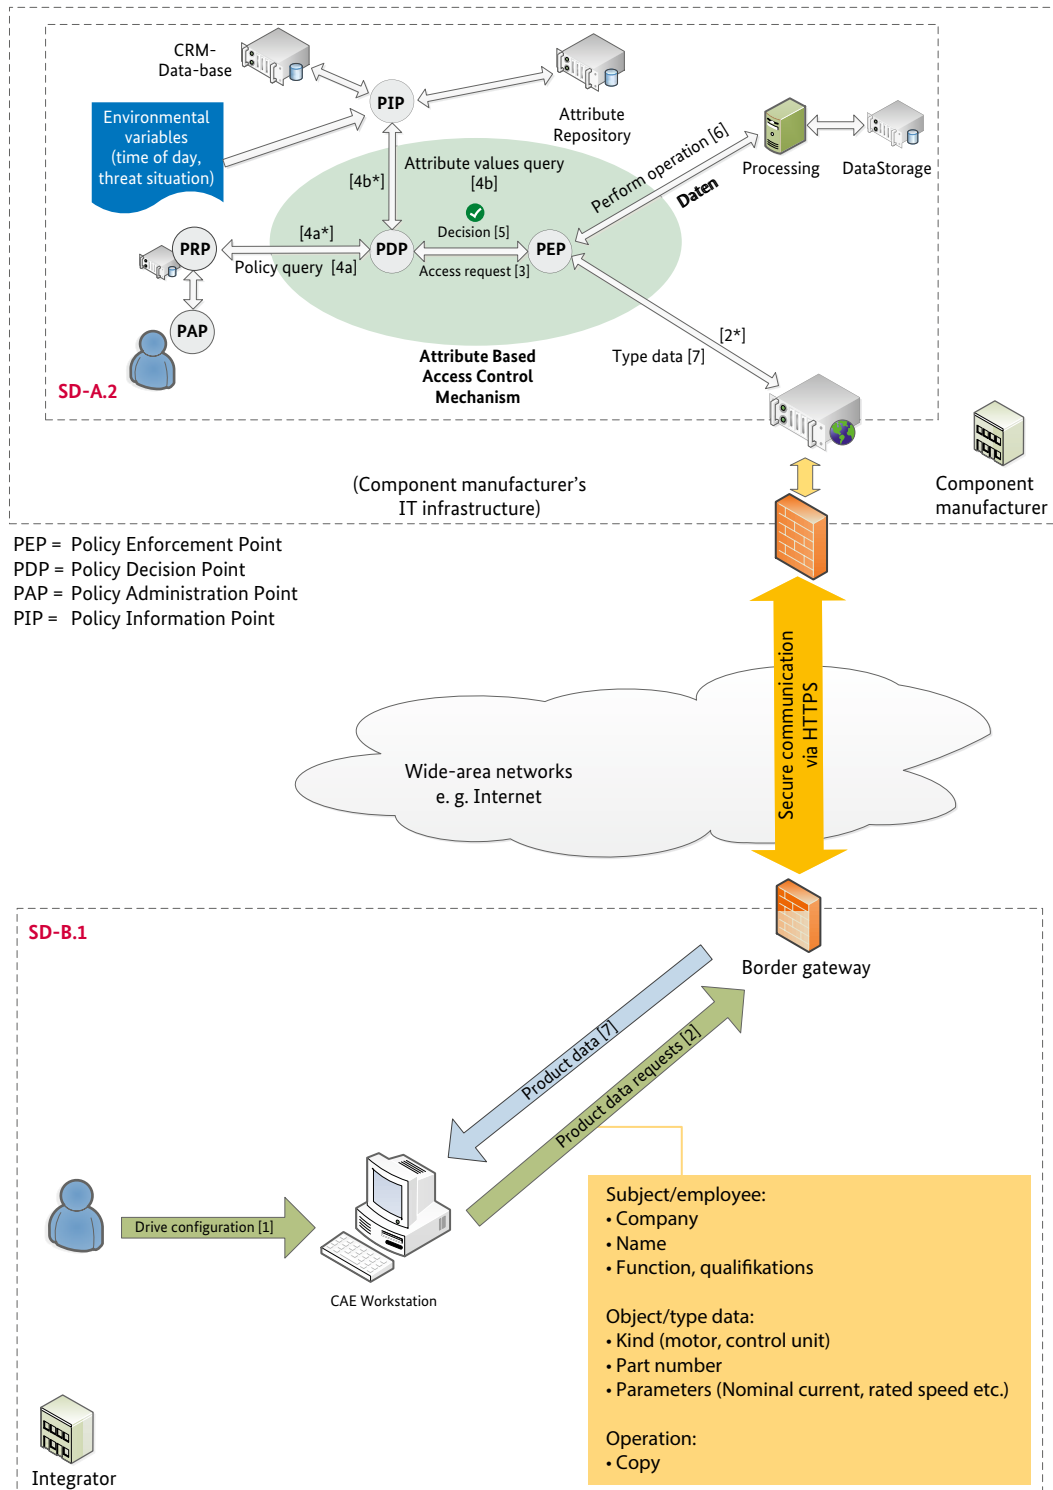 CRM-
Data-base
PIP
Attribute
Repository
Environmental
variables
(time of day,
threat situation)
Attribute values query
[4b]
[4b*]
Perform operation [6]
Daten
Processing
DataStorage
[4a*]
Policy query [4a]
PRP
PDP
Decision [5]
Access request [3]
PEP
PAP
[2*]
Type data [7]
Attribute Based
Access Control
Mechanism
SD-A.2
(Component manufacturer's
IT infrastructure)
Component
manufacturer
PEP = Policy Enforcement Point
PDP = Policy Decision Point
PAP = Policy Administration Point
PIP = Policy Information Point
Secure communication
via HTTPS
Wide-area networks
e. g. Internet
SD-B.1
Border gateway
Product data [7]
Product data requests [2]
Drive configuration [1]
CAE Workstation
Subject/employee:
• Company
• Name
• Function, qualifikations
Object/type data:
• Kind (motor, control unit)
• Part number
• Parameters (Nominal current, rated speed etc.)
Operation:
• Copy
Integrator